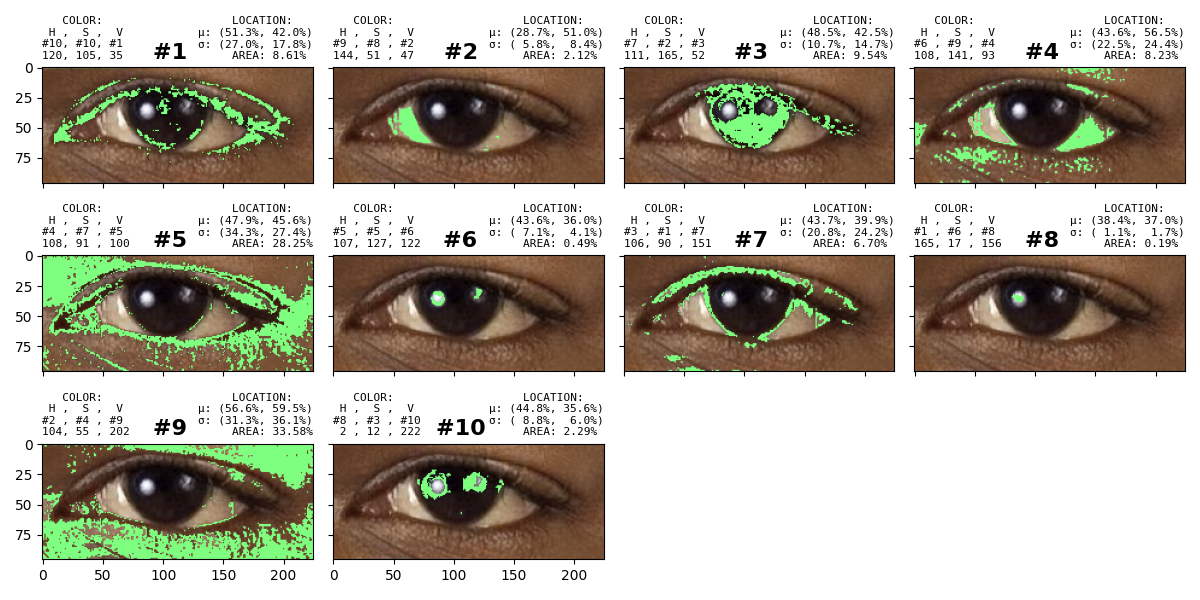 COLOR: LOCATION:
H , S , V μ: (51.3%, 42.0%)
#10, #10, #1 #1 σ: (27.0%, 17.8%)
120, 105, 35 AREA: 8.61%
COLOR: LOCATION:
H , S , V μ: (28.7%, 51.0%)
#9 , #8 , #2 #2 σ: ( 5.8%, 8.4%)
144, 51 , 47 AREA: 2.12%
COLOR: LOCATION:
H , S , V μ: (48.5%, 42.5%)
#7 , #2 , #3 #3 σ: (10.7%, 14.7%)
111, 165, 52 AREA: 9.54%
COLOR: LOCATION:
H , S , V μ: (43.6%, 56.5%)
#6 , #9 , #4 #4 σ: (22.5%, 24.4%)
108, 141, 93 AREA: 8.23%
0
25
50
75
COLOR: LOCATION:
H , S , V μ: (47.9%, 45.6%)
#4 , #7 , #5 #5 σ: (34.3%, 27.4%)
108, 91 , 100 AREA: 28.25%
COLOR: LOCATION:
H , S , V μ: (43.6%, 36.0%)
#5 , #5 , #6 #6 σ: ( 7.1%, 4.1%)
107, 127, 122 AREA: 0.49%
COLOR: LOCATION:
H , S , V μ: (43.7%, 39.9%)
#3 , #1 , #7 #7 σ: (20.8%, 24.2%)
106, 90 , 151 AREA: 6.70%
COLOR: LOCATION:
H , S , V μ: (38.4%, 37.0%)
#1 , #6 , #8 #8 σ: ( 1.1%, 1.7%)
165, 17 , 156 AREA: 0.19%
0
25
50
75
COLOR: LOCATION:
H , S , V μ: (56.6%, 59.5%)
#2 , #4 , #9 #9 σ: (31.3%, 36.1%)
104, 55 , 202 AREA: 33.58%
COLOR: LOCATION:
H , S , V μ: (44.8%, 35.6%)
#8 , #3 , #10 #10 σ: ( 8.8%, 6.0%)
2 , 12 , 222 AREA: 2.29%
0
25
50
75
0 50 100 150 200
0 50 100 150 200